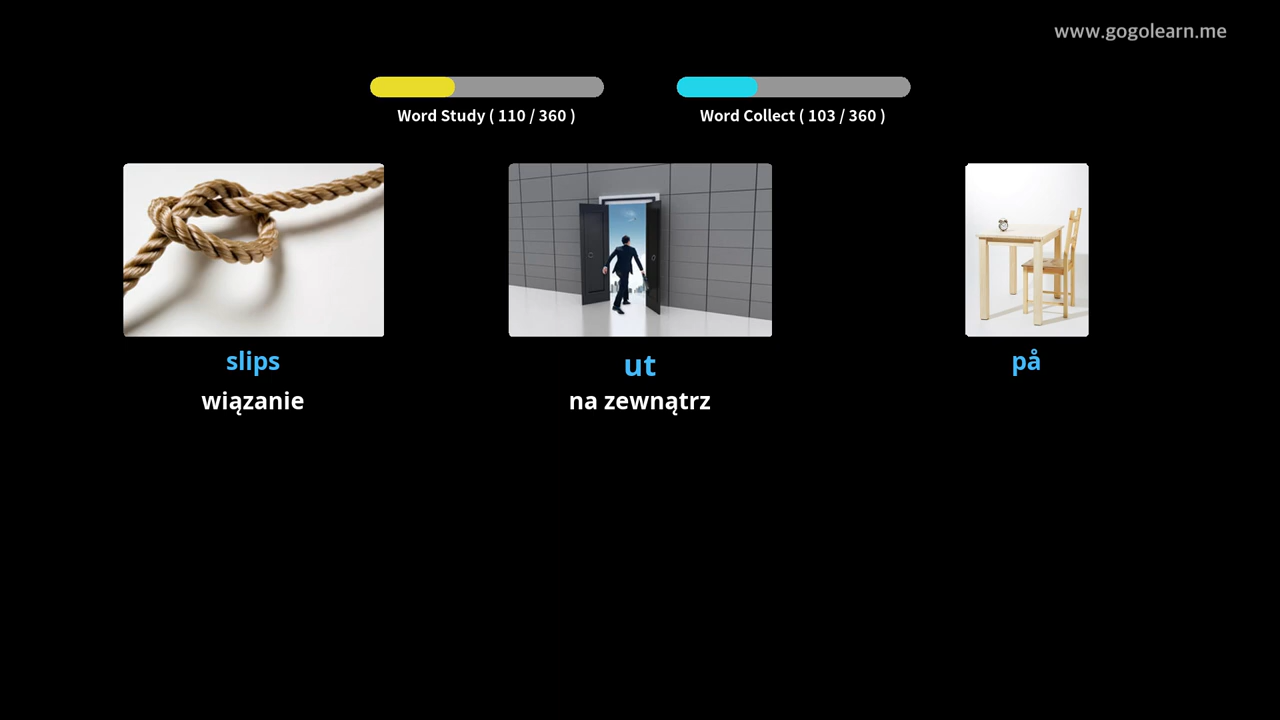 www.gogolearn.me
Word Study ( 110 / 360 )
Word Collect ( 103 / 360 )
slips
ut
på
wiązanie
na zewnątrz